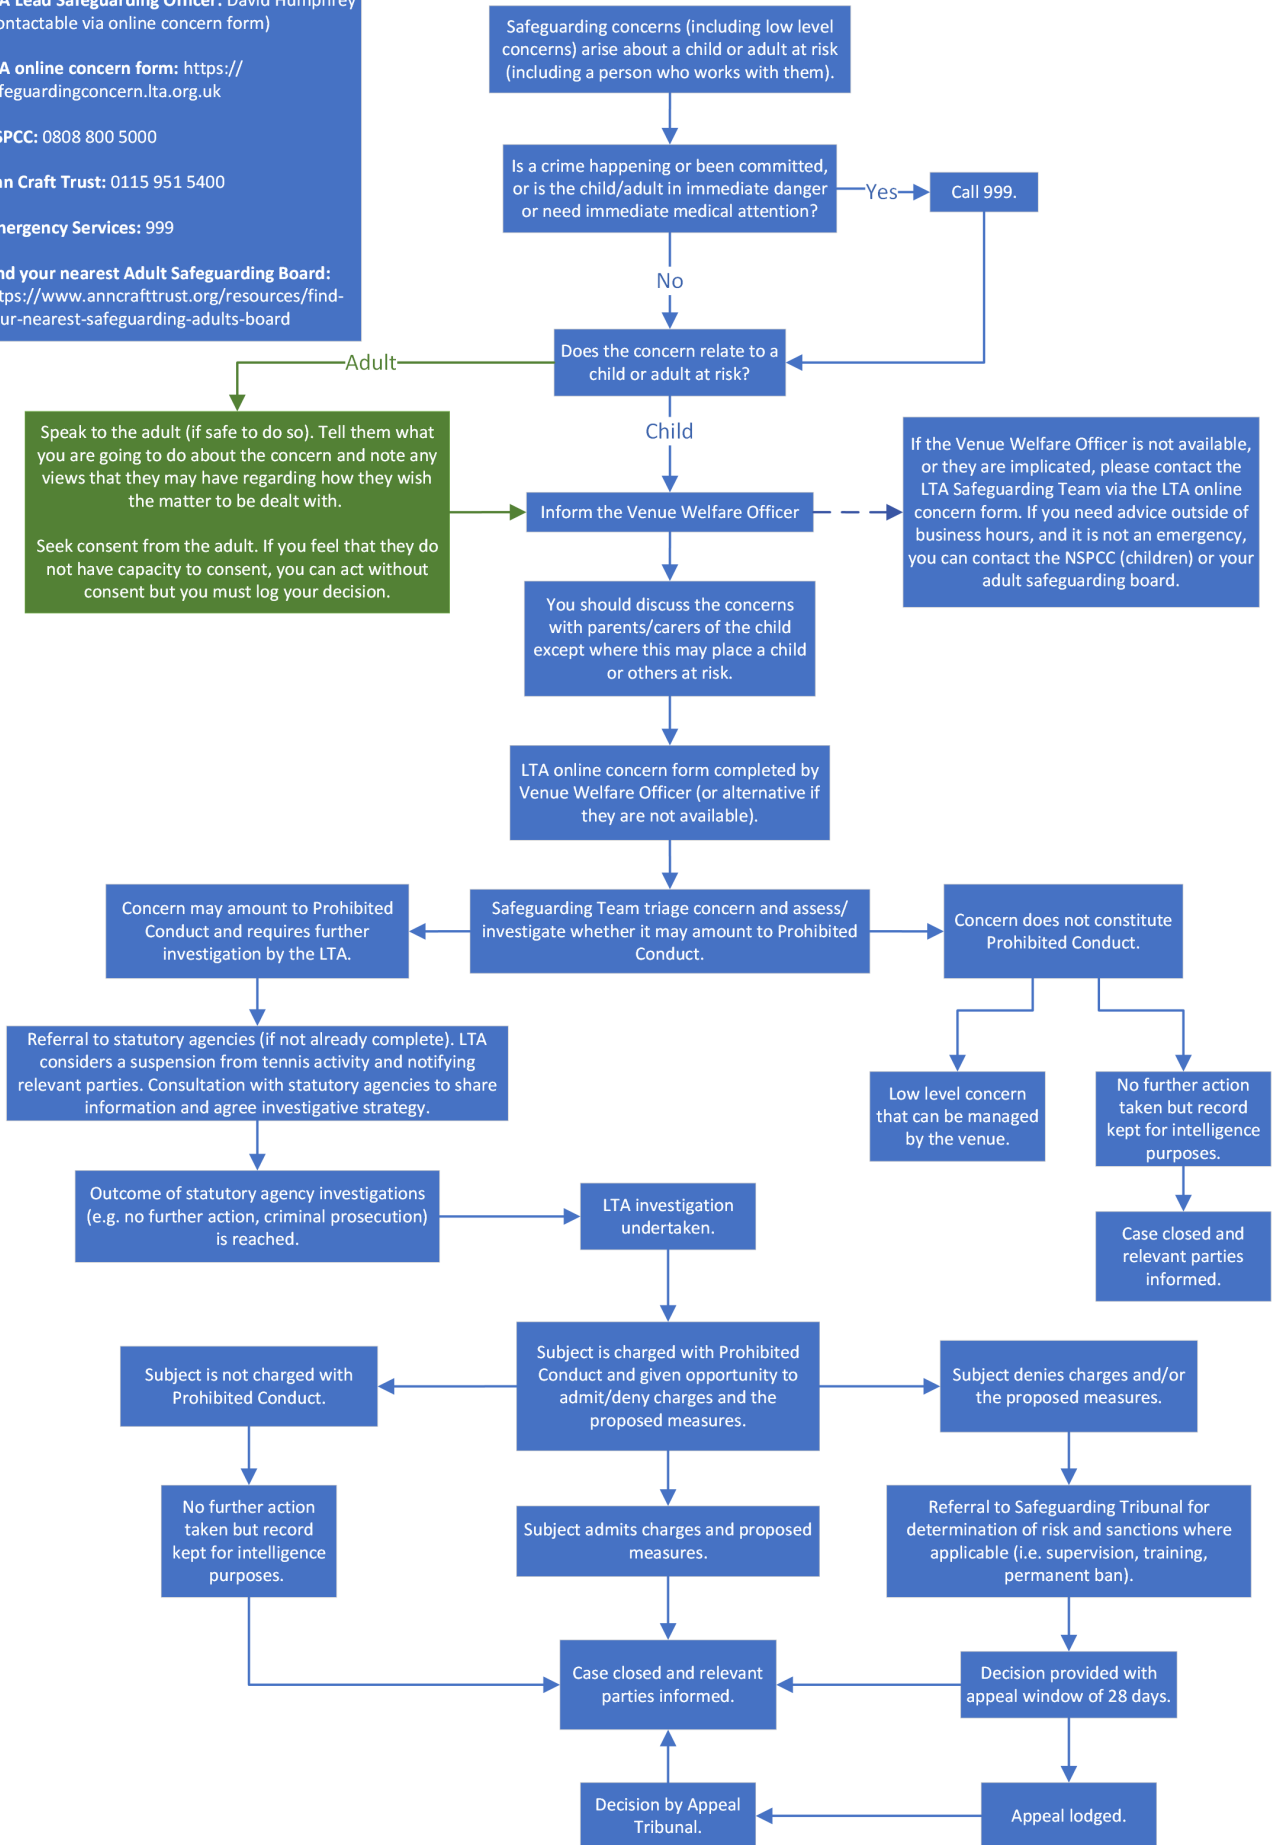 Lead Safeguarding Officer: David Humphrey
via online concern form)
online concern form: https://
0808 800 5000
Craft Trust: 0115 951 5400
Services: 999
your nearest Adult Safeguarding Board:
Safeguarding concerns (including low level
concerns) arise about a child or adult at risk
(including a person who works with them).
Is a crime happening or been committed,
or is the child/adult in immediate danger
or need immediate medical attention?
Yes
Call 999.
No
Does the concern relate to a
child or adult at risk?
Adult
Child
Speak to the adult (if safe to do so). Tell them what
you are going to do about the concern and note any
views that they may have regarding how they wish
the matter to be dealt with.
Seek consent from the adult. If you feel that they do
not have capacity to consent, you can act without
consent but you must log your decision.
Inform the Venue Welfare Officer
If the Venue Welfare Officer is not available,
or they are implicated, please contact the
LTA Safeguarding Team via the LTA online
concern form. If you need advice outside of
business hours, and it is not an emergency,
you can contact the NSPCC (children) or your
adult safeguarding board.
You should discuss the concerns
with parents/carers of the child
except where this may place a child
or others at risk.
LTA online concern form completed by
Venue Welfare Officer (or alternative if
they are not available).
Safeguarding Team triage concern and assess/
investigate whether it may amount to Prohibited
Conduct.
Concern may amount to Prohibited
Conduct and requires further
investigation by the LTA.
Concern does not constitute
Prohibited Conduct.
Referral to statutory agencies (if not already complete). LTA
considers a suspension from tennis activity and notifying
relevant parties. Consultation with statutory agencies to share
information and agree investigative strategy.
Low level concern
that can be managed
by the venue.
No further action
taken but record
kept for intelligence
purposes.
Case closed and
relevant parties
informed.
Outcome of statutory agency investigations
(e.g. no further action, criminal prosecution)
is reached.
LTA investigation
undertaken.
Subject is charged with Prohibited
Conduct and given opportunity to
admit/deny charges and the
proposed measures.
Subject is not charged with
Prohibited Conduct.
Subject denies charges and/or
the proposed measures.
No further action
taken but record
kept for intelligence
purposes.
Subject admits charges and proposed
measures.
Referral to Safeguarding Tribunal for
determination of risk and sanctions where
applicable (i.e. supervision, training,
permanent ban).
Case closed and relevant
parties informed.
Decision provided with
appeal window of 28 days.
Decision by Appeal
Tribunal.
Appeal lodged.